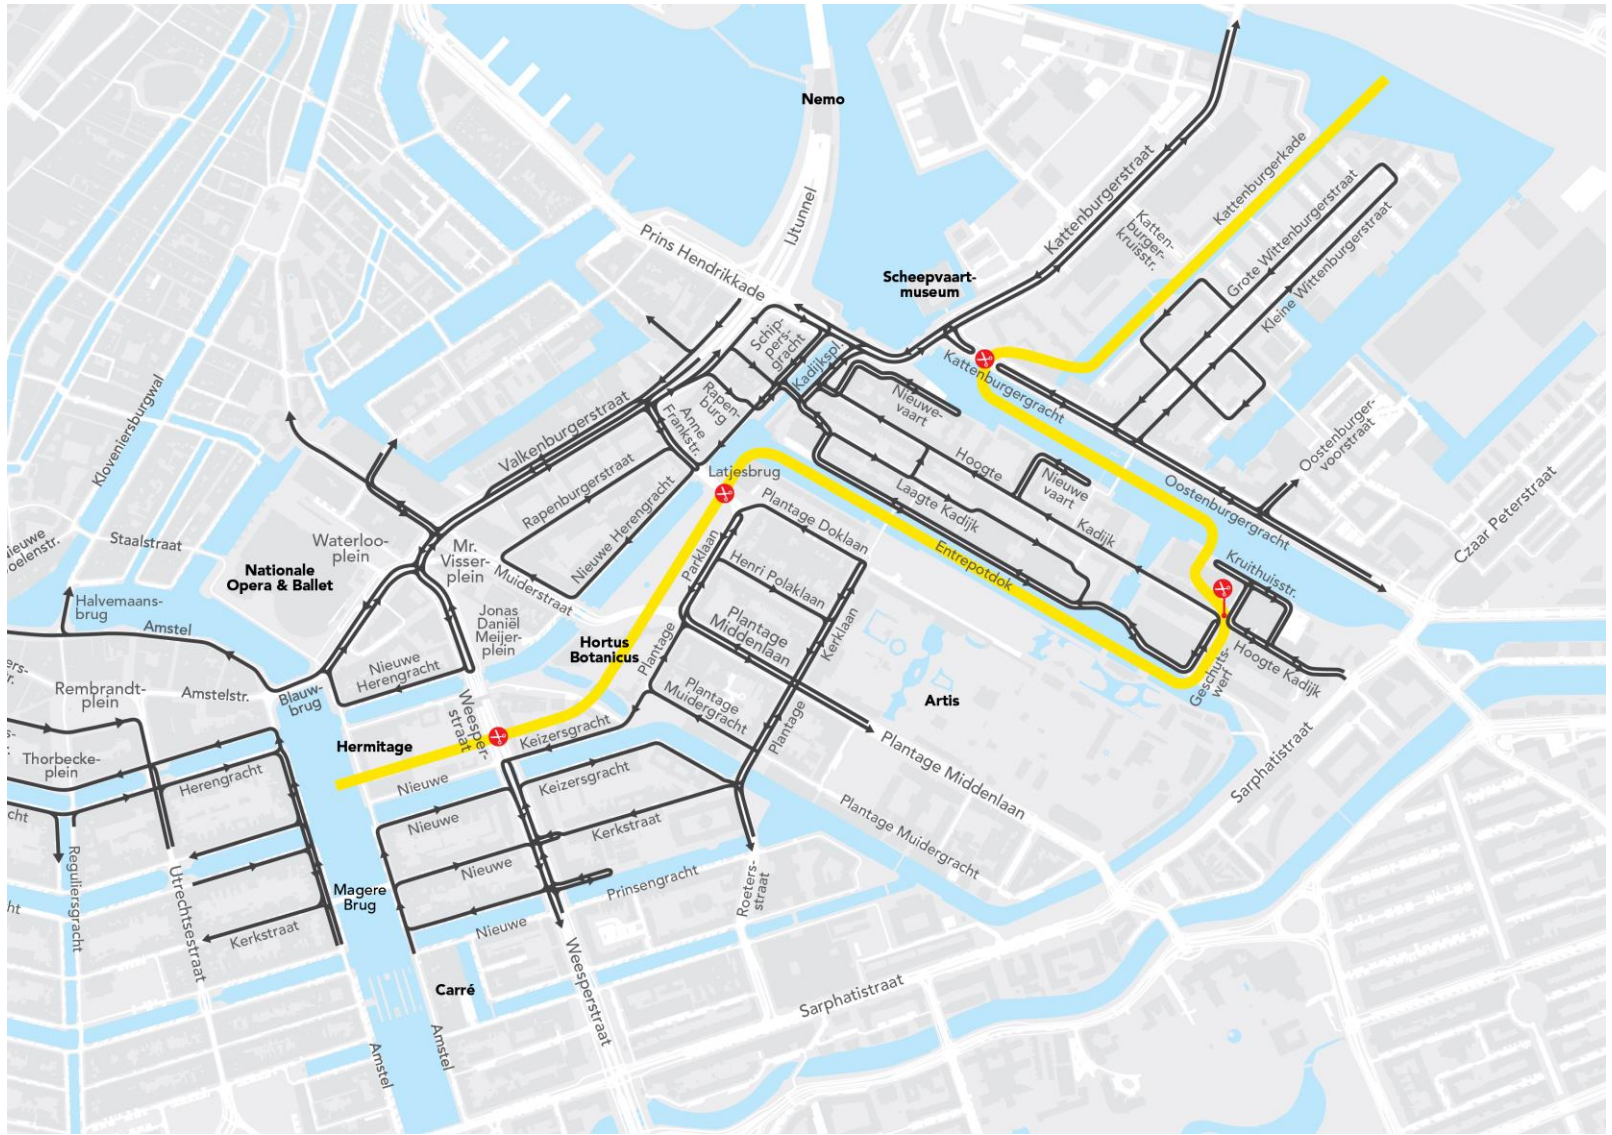 Nemo
IJtunnel
Prins Hendrikkade
Kattenburgerstraat
Katten-
burger-
kruisstr.
Kattenburgerkade
Grote Wittenburgerstraat
Kleine Wittenburgerstraat
Scheepvaart-
museum
Schip-
pers-
gracht
Kadijkspl.
Kattenburgergracht
Kloveniersburgwal
Valkenburgerstraat
Rapen-
burg
Anne
Frankstr.
Nieuwe-
vaart
Oostenburger-
voorstraat
Czaar Peterstraat
Latjesbrug
Hoogte
Kadijk
Nieuwe
vaart
Laagte Kadijk
Oostenburgergracht
Rapenburgerstraat
Nieuwe Herengracht
Plantage Doklaan
Entrepotdok
Staalstraat
Waterloo-
plein
Mr.
Visser-
plein
Muiderstraat
Nationale
Opera & Ballet
Parklaan
Henri Polaklaan
Kruithuisstr.
Halvemaans-
brug
Amstel
Jonas
Daniël
Meijer-
plein
Hortus
Botanicus
Plantage
Plantage
Middenlaan
Kerklaan
Plantage
Geschuts-
werf
Hoogte Kadijk
Nieuwe
Herengracht
Rembrandt-
plein
Amstelstr.
Blauw-
brug
Weesper-
straat
Plantage
Muidergracht
Artis
Thorbecke-
plein
Hermitage
Keizersgracht
Nieuwe
Plantage Middenlaan
Sarphatistraat
Herengracht
Keizersgracht
Nieuwe
Kerkstraat
Nieuwe
Plantage Muidergracht
cht
Reguliersgracht
Utrechtsestraat
Magere
Brug
Prinsengracht
Nieuwe
Roeters-
straat
Kerkstraat
cht
Carré
Weesperstraat
Sarphatistraat
Amstel
Amstel